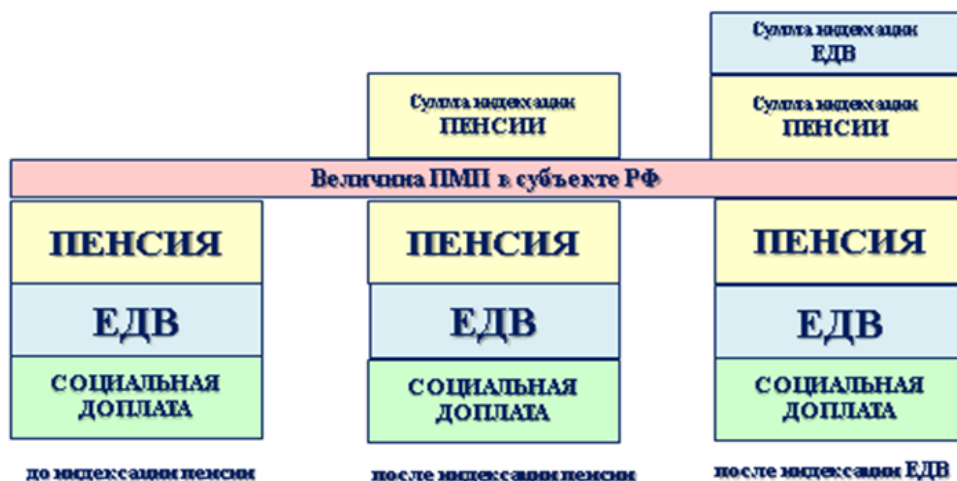 Сумма индексации
ЕДВ
Сумма индексации
ПЕНСИИ
Сумма индексации
ПЕНСИИ
Величина ПМП в субъекте РФ
ПЕНСИЯ
ПЕНСИЯ
ПЕНСИЯ
ЕДВ
ЕДВ
ЕДВ
СОЦИАЛЬНАЯ
ДОПЛАТА
СОЦИАЛЬНАЯ
ДОПЛАТА
СОЦИАЛЬНАЯ
ДОПЛАТА
до индексации пенсии
после индексации пенсии
после индексации ЕДВ